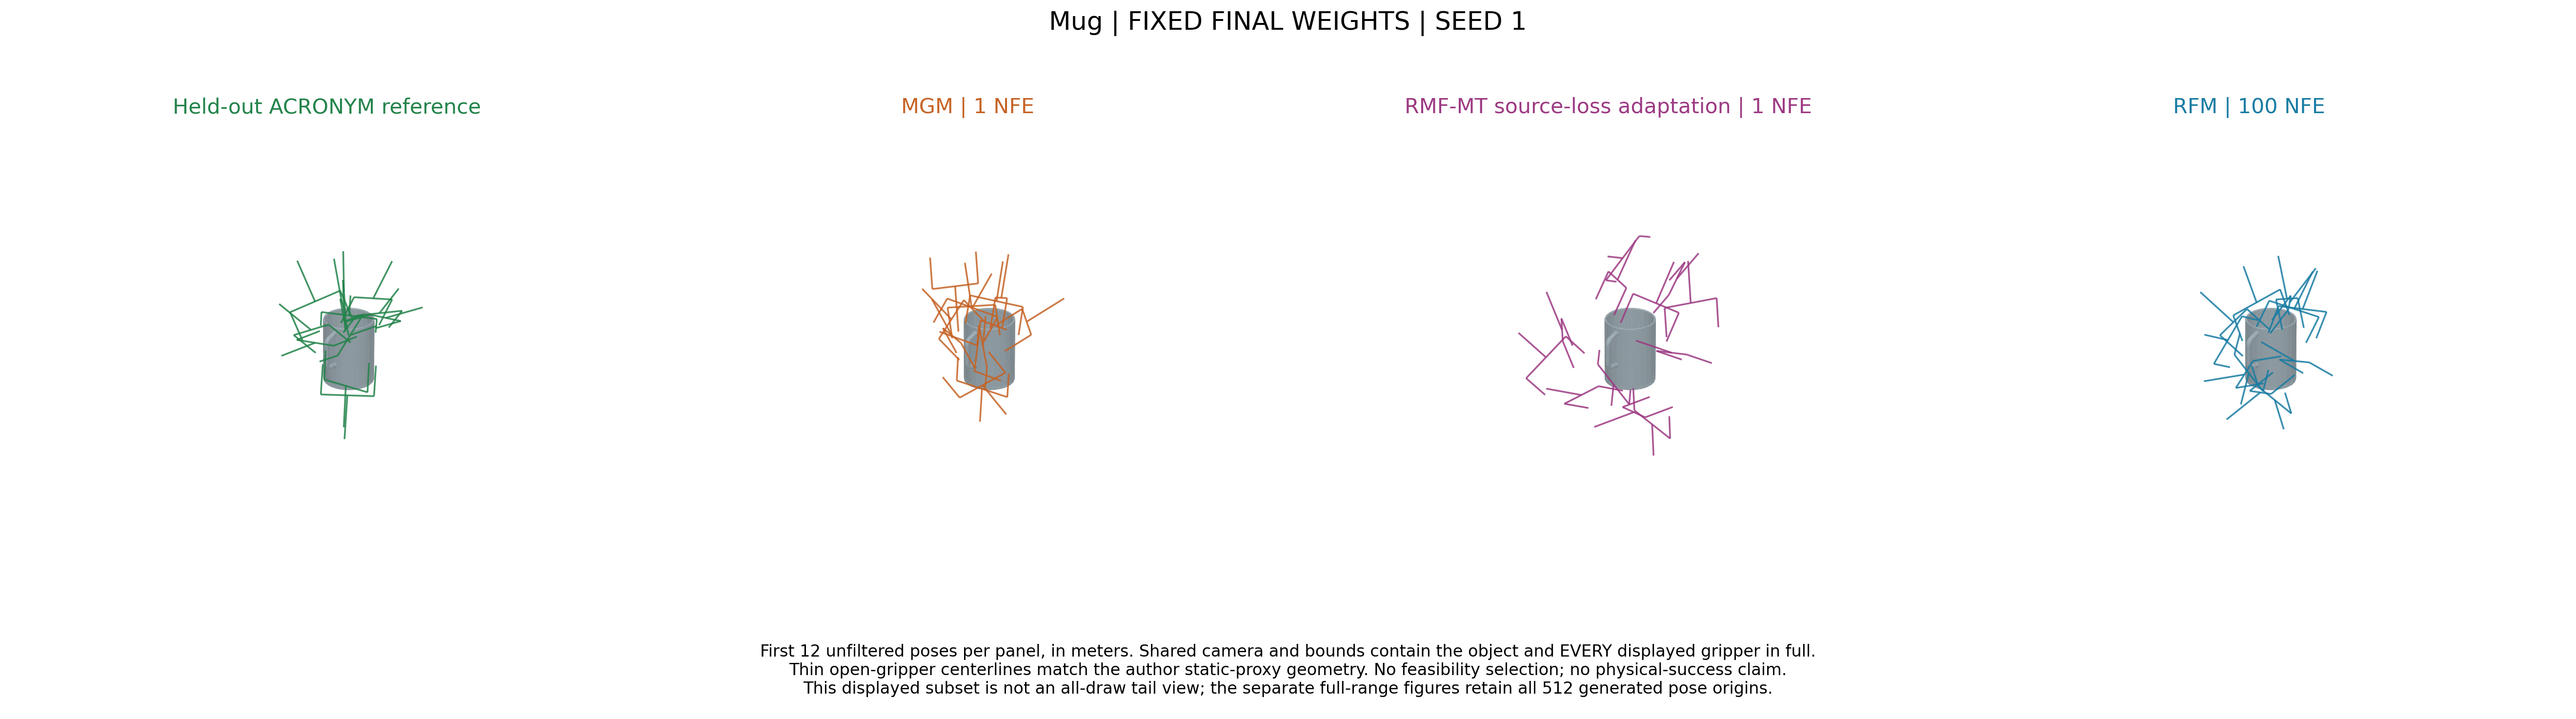 Mug | FIXED FINAL WEIGHTS | SEED 1
Held-out ACRONYM reference
MGM | 1 NFE
RMF-MT source-loss adaptation | 1 NFE
RFM | 100 NFE
First 12 unfiltered poses per panel, in meters. Shared camera and bounds contain the object and EVERY displayed gripper in full.
Thin open-gripper centerlines match the author static-proxy geometry. No feasibility selection; no physical-success claim.
This displayed subset is not an all-draw tail view; the separate full-range figures retain all 512 generated pose origins.